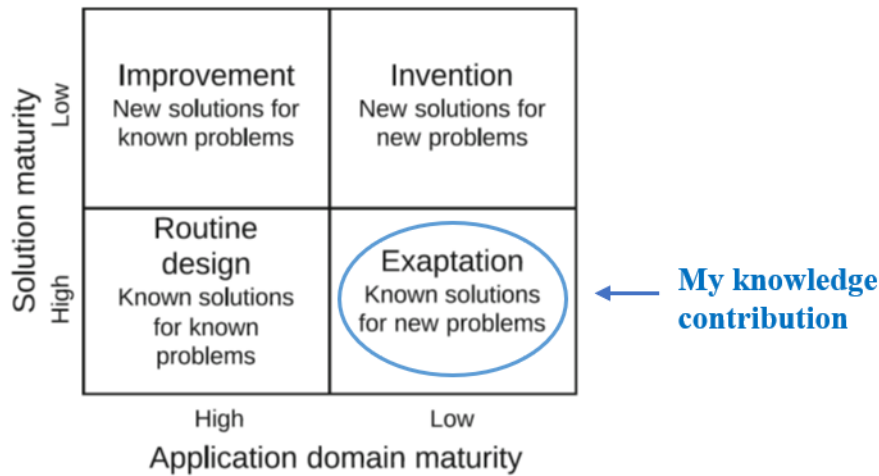 Improvement
New solutions for
known problems
Invention
New solutions for
new problems
Routine
design
Known solutions
for known
problems
Exaptation
Known solutions
for new problems
My knowledge
contribution
Solution maturity
Low
High
High
Low
Application domain maturity